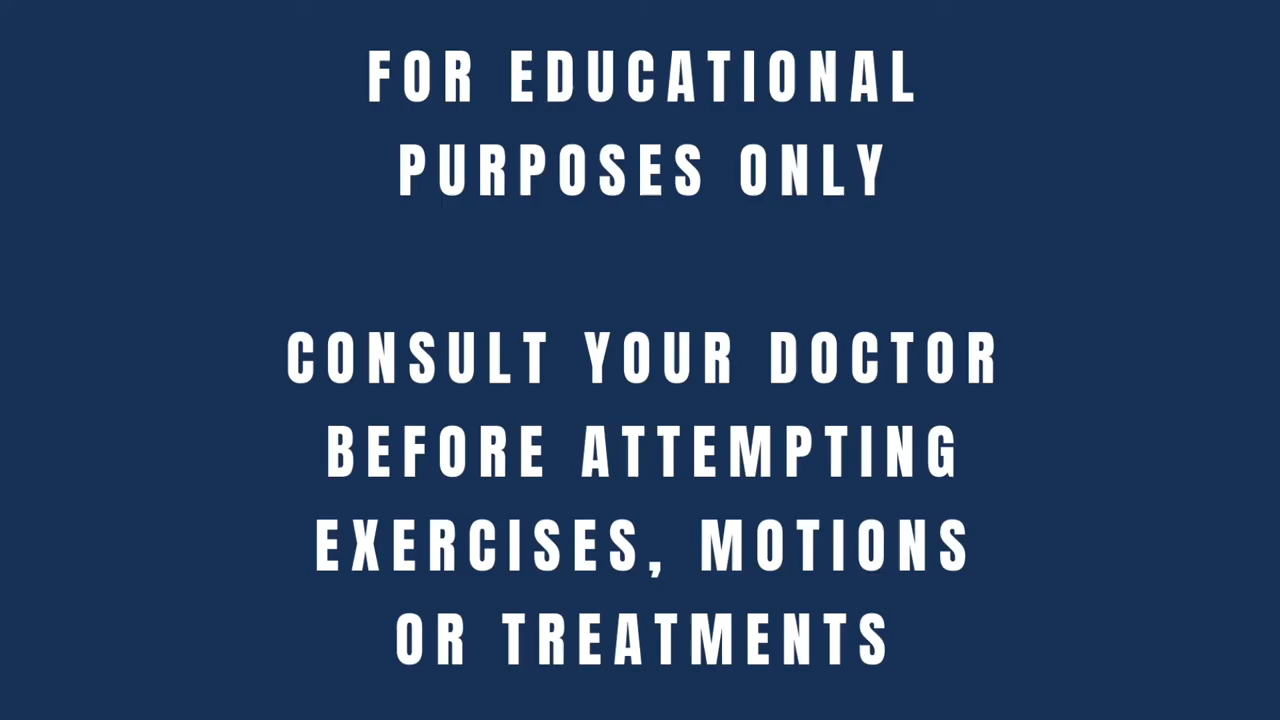 FOR EDUCATIONAL
PURPOSES ONLY
CONSULT YOUR DOCTOR
BEFORE ATTEMPTING
EXERCISES, MOTIONS
OR TREATMENTS